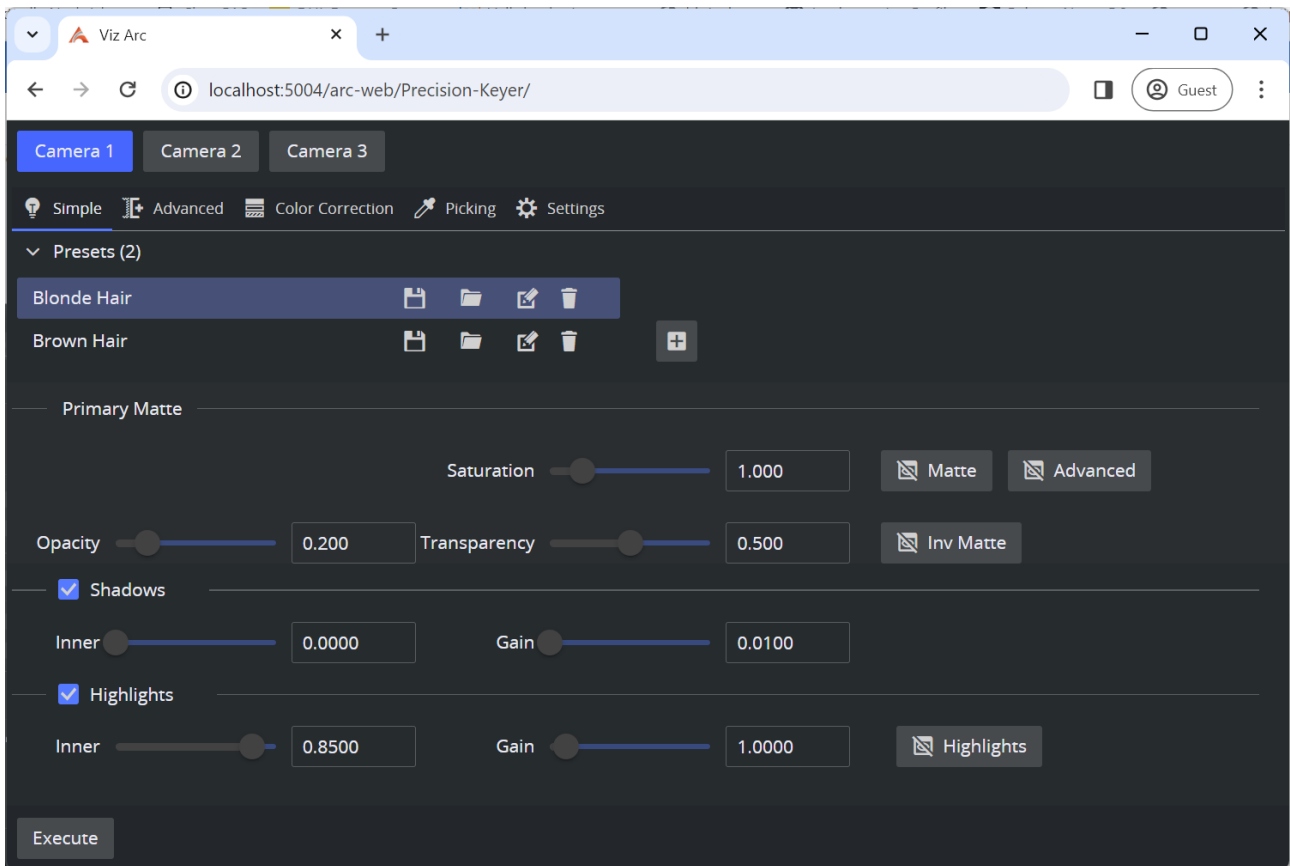 Viz Arc
localhost:5004/arc-web/Precision-Keyer/
Guest
Camera 1 Camera 2 Camera 3
Simple Advanced Color Correction Picking Settings
Presets (2)
Blonde Hair
Brown Hair
Primary Matte
Saturation 1.000 Matte Advanced
Opacity 0.200 Transparency 0.500 Inv Matte
Shadows
Inner 0.0000 Gain 0.0100
Highlights
Inner 0.8500 Gain 1.0000 Highlights
Execute